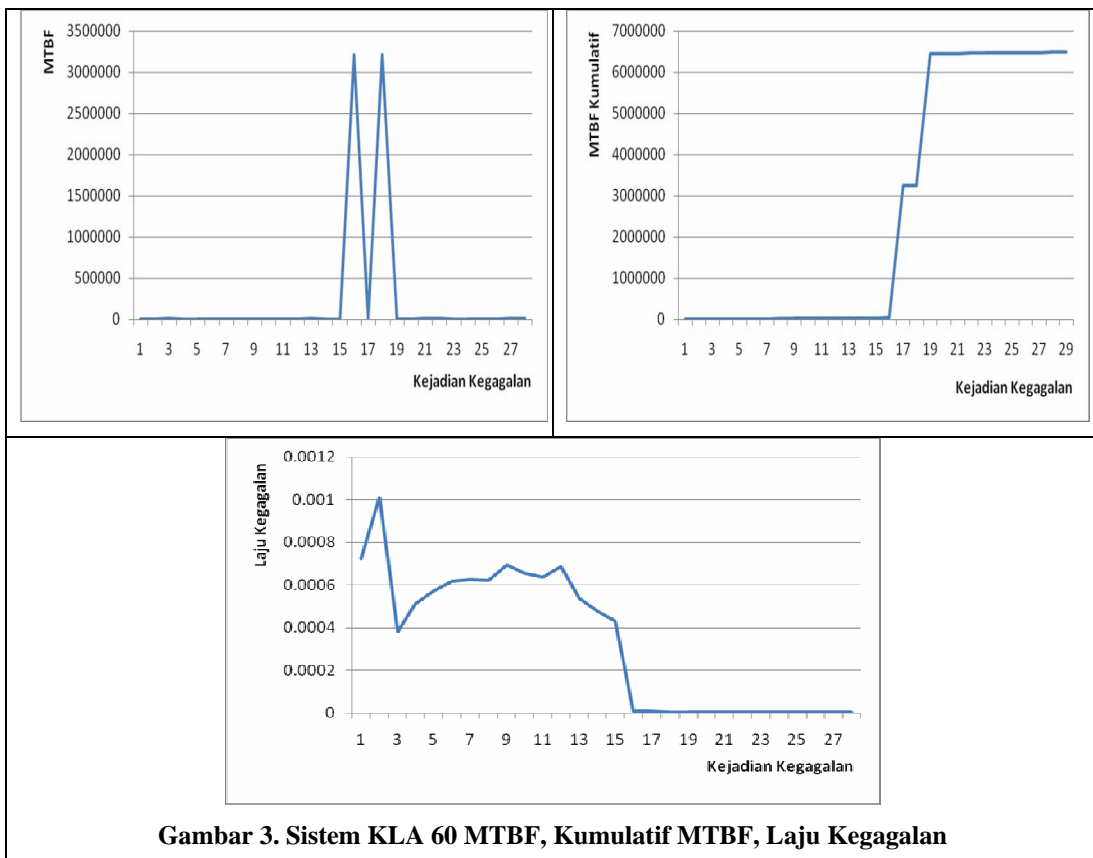 MTBF
3500000
3000000
2500000
2000000
1500000
1000000
500000
0
1 3 5 7 9 11 13 15 17 19 21 23 25 27
Kejadian Kegagalan
MTBF Kumulatif
7000000
6000000
5000000
4000000
3000000
2000000
1000000
0
1 3 5 7 9 11 13 15 17 19 21 23 25 27 29
Kejadian Kegagalan
Laju Kegagalan
0.0012
0.001
0.0008
0.0006
0.0004
0.0002
0
1 3 5 7 9 11 13 15 17 19 21 23 25 27
Kejadian Kegagalan
Gambar 3. Sistem KLA 60 MTBF, Kumulatif MTBF, Laju Kegagalan